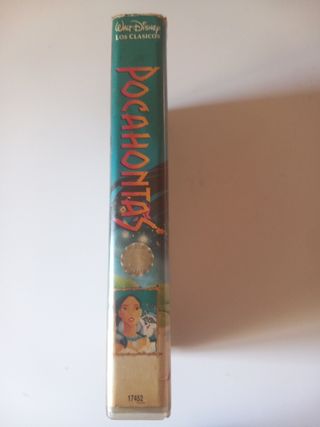 Walt Disney
LOS CLASICOS
POCAHONTAS
17452